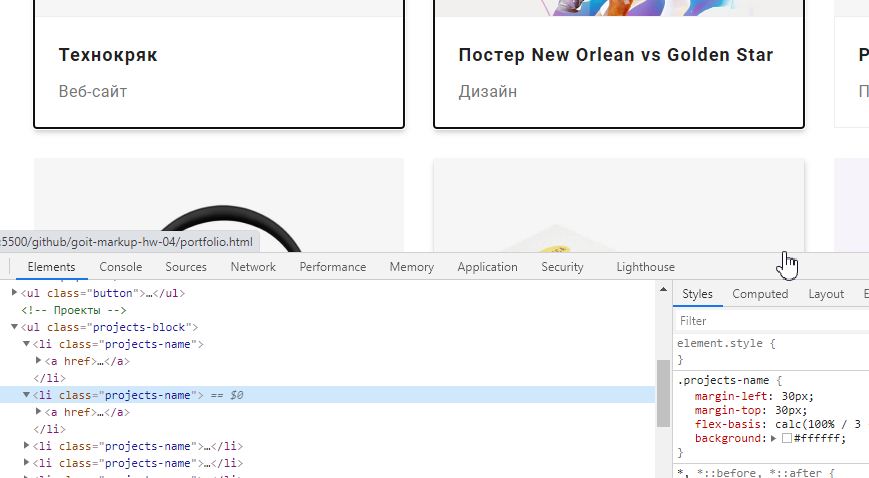 Технокряк
Постер New Orlean vs Golden Star
Веб-сайт
Дизайн
:5500/github/goit-markup-hw-04/portfolio.html
Elements Console Sources Network Performance Memory Application Security Lighthouse
<ul class="button">…</ul>
<!-- Проекты -->
<ul class="projects-block">
<li class="projects-name">
<a href>…</a>
</li>
<li class="projects-name"> == $0
<a href>…</a>
</li>
<li class="projects-name">…</li>
<li class="projects-name">…</li>
Styles Computed Layout
Filter
element.style {
}
.projects-name {
margin-left: 30px;
margin-top: 30px;
flex-basis: calc(100% / 3
background: #ffffff;
}
*, *::before, *::after {